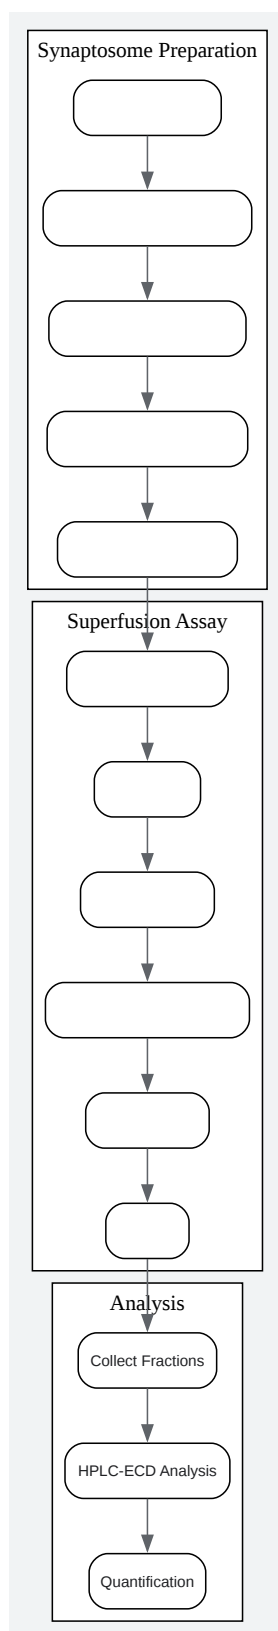 Synaptosome Preparation
Superfusion Assay
Analysis
Collect Fractions
HPLC-ECD Analysis
Quantification